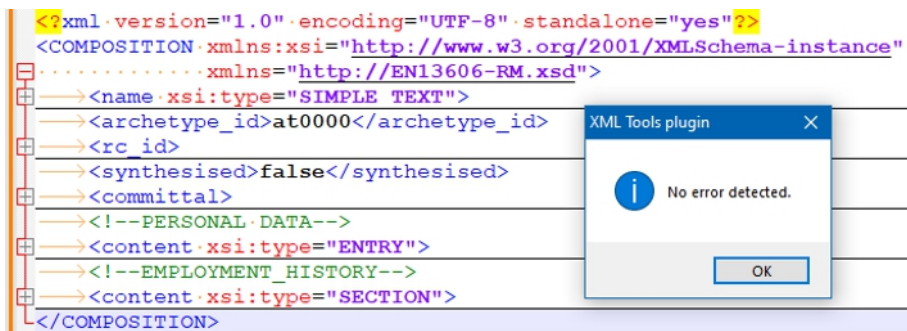 <?xml version="1.0" encoding="UTF-8" standalone="yes"?>
<COMPOSITION xmlns:xsi="http://www.w3.org/2001/XMLSchema-instance"
xmlns="http://EN13606-RM.xsd">
<name xsi:type="SIMPLE_TEXT">
<archetype_id>at0000</archetype_id>
<rc_id>
<synthesised>false</synthesised>
<committal>
<!--PERSONAL DATA-->
<content xsi:type="ENTRY">
<!--EMPLOYMENT_HISTORY-->
<content xsi:type="SECTION">
</COMPOSITION>
XML Tools plugin
No error detected.
OK